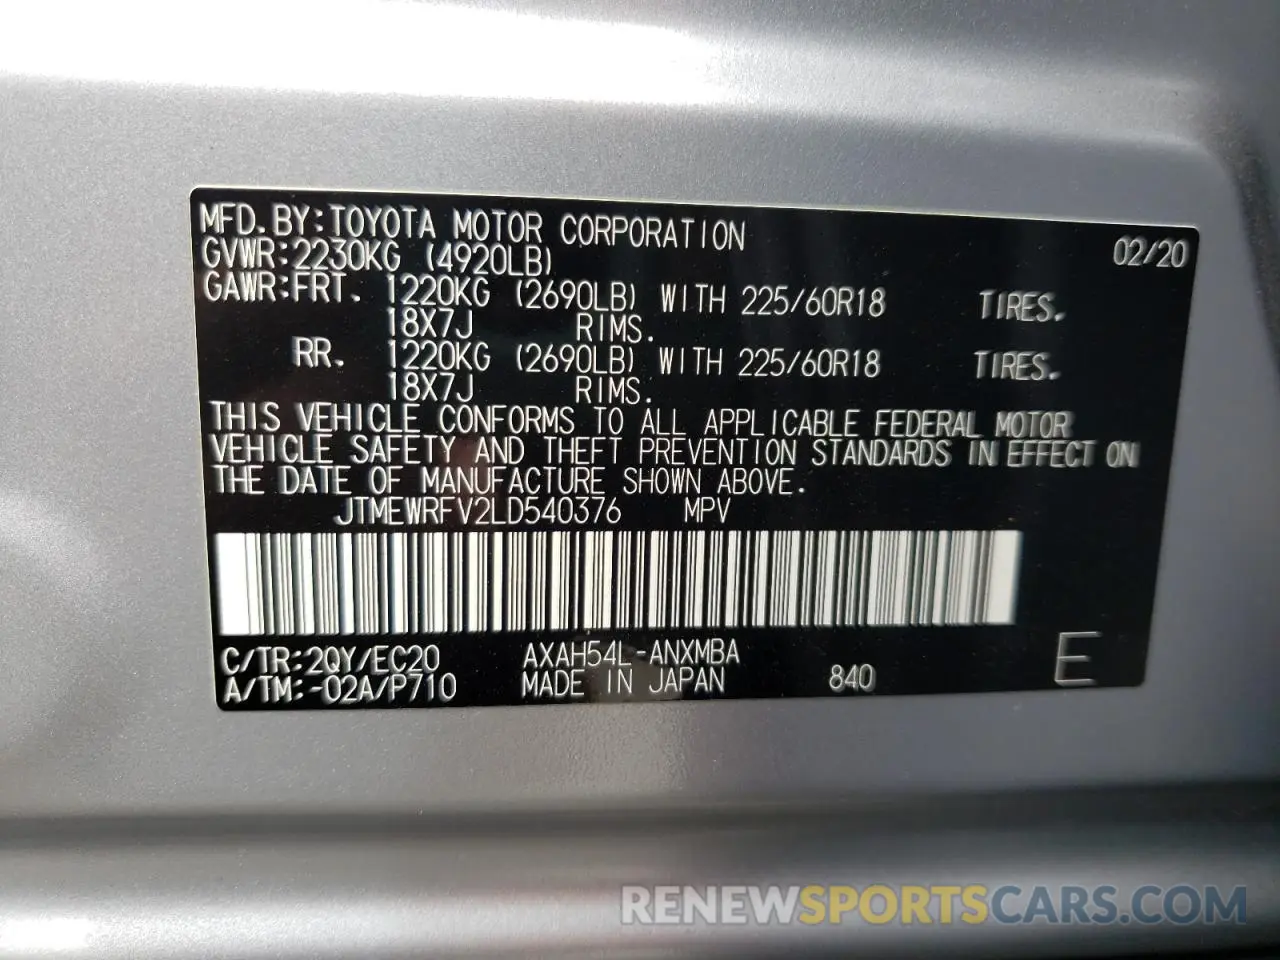 MFD.BY:TOYOTA MOTOR CORPORATION 02/20
GVWR:2230KG (4920LB)
GAWR:FRT. 1220KG (2690LB) WITH 225/60R18 TIRES.
18X7J RIMS.
RR. 1220KG (2690LB) WITH 225/60R18 TIRES.
18X7J RIMS.
THIS VEHICLE CONFORMS TO ALL APPLICABLE FEDERAL MOTOR
VEHICLE SAFETY AND THEFT PREVENTION STANDARDS IN EFFECT ON
THE DATE OF MANUFACTURE SHOWN ABOVE.
JTMEWRFV2LD540376 MPV
C/TR:2QY/EC20 AXAH54L-ANXMBA
A/TM:-02A/P710 MADE IN JAPAN 840 E
RENEWSPORTSCARS.COM